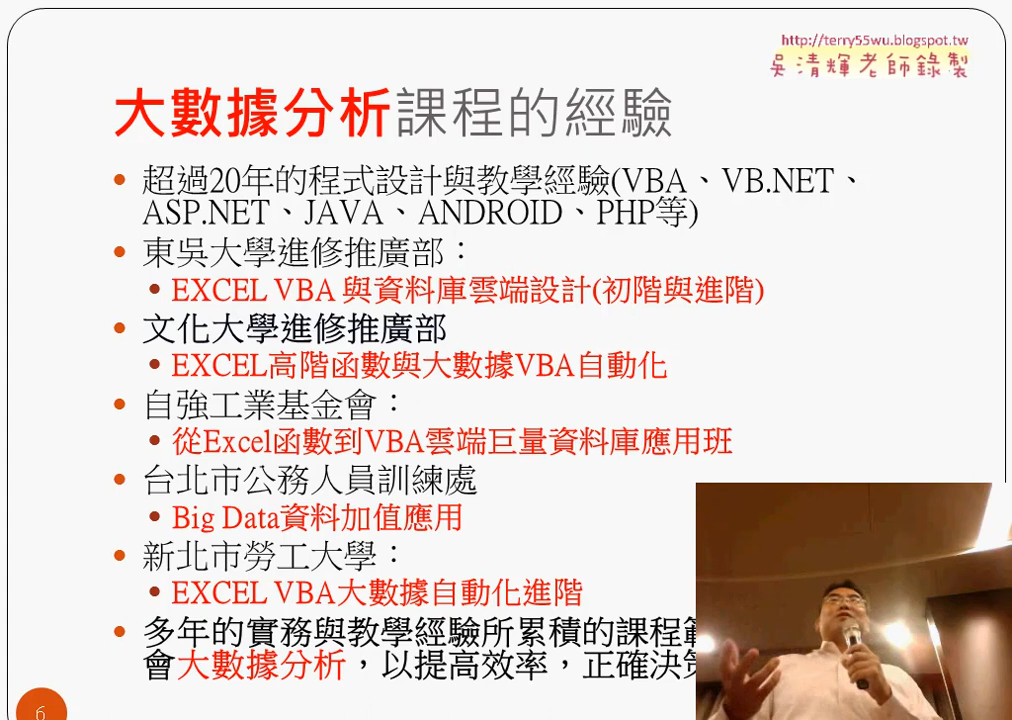 http://terry55wu.blogspot.tw
吳清輝老師錄製
大數據分析課程的經驗
• 超過20年的程式設計與教學經驗(VBA、VB.NET、
ASP.NET、JAVA、ANDROID、PHP等)
• 東吳大學進修推廣部：
• EXCEL VBA 與資料庫雲端設計(初階與進階)
• 文化大學進修推廣部
• EXCEL高階函數與大數據VBA自動化
• 自強工業基金會：
• 從Excel函數到VBA雲端巨量資料庫應用班
• 台北市公務人員訓練處
• Big Data資料加值應用
• 新北市勞工大學：
• EXCEL VBA大數據自動化進階
• 多年的實務與教學經驗所累積的課程
會大數據分析，以提高效率，正確決
6